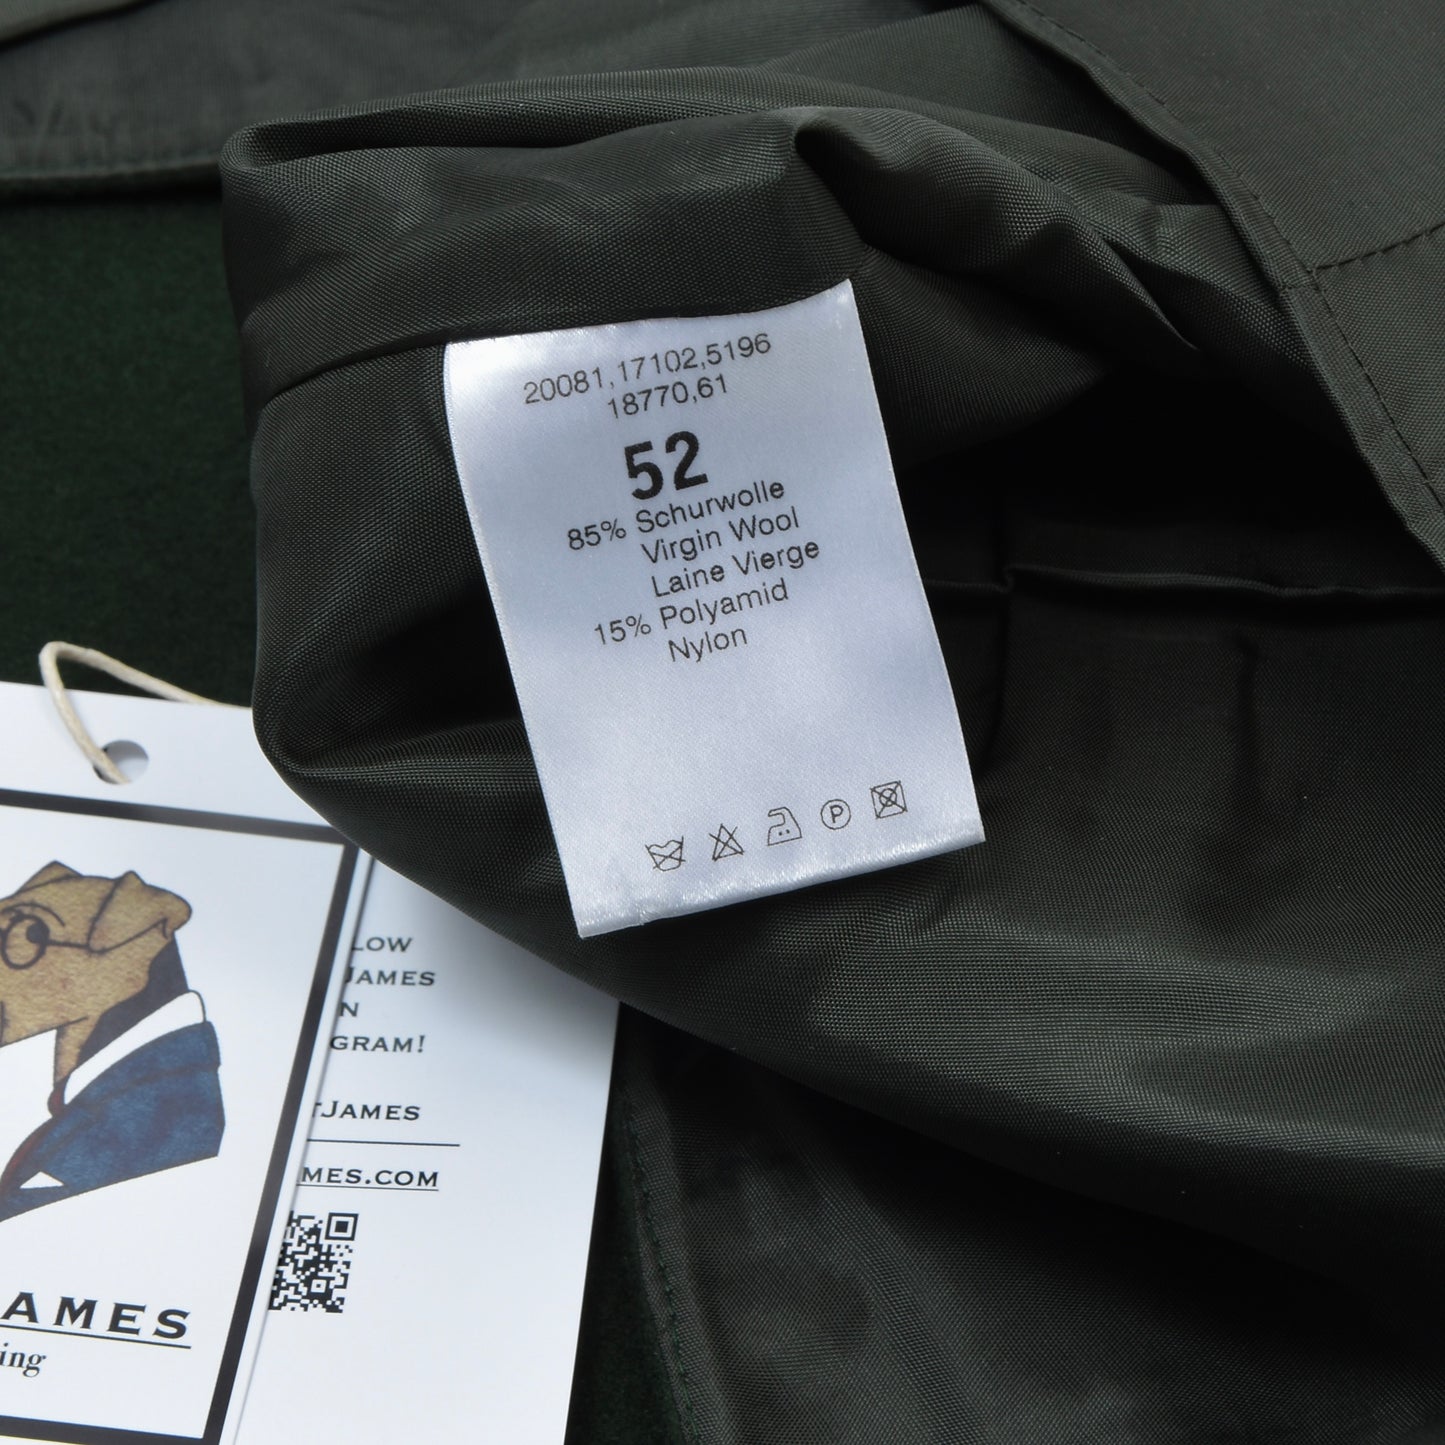 20081,17102,5196
18770,61
52
85% Schurwolle
Virgin Wool
Laine Vierge
15% Polyamid
Nylon
P
LOW
JAMES
N
GRAM!
tJAMES
MES.COM
AMES
ing